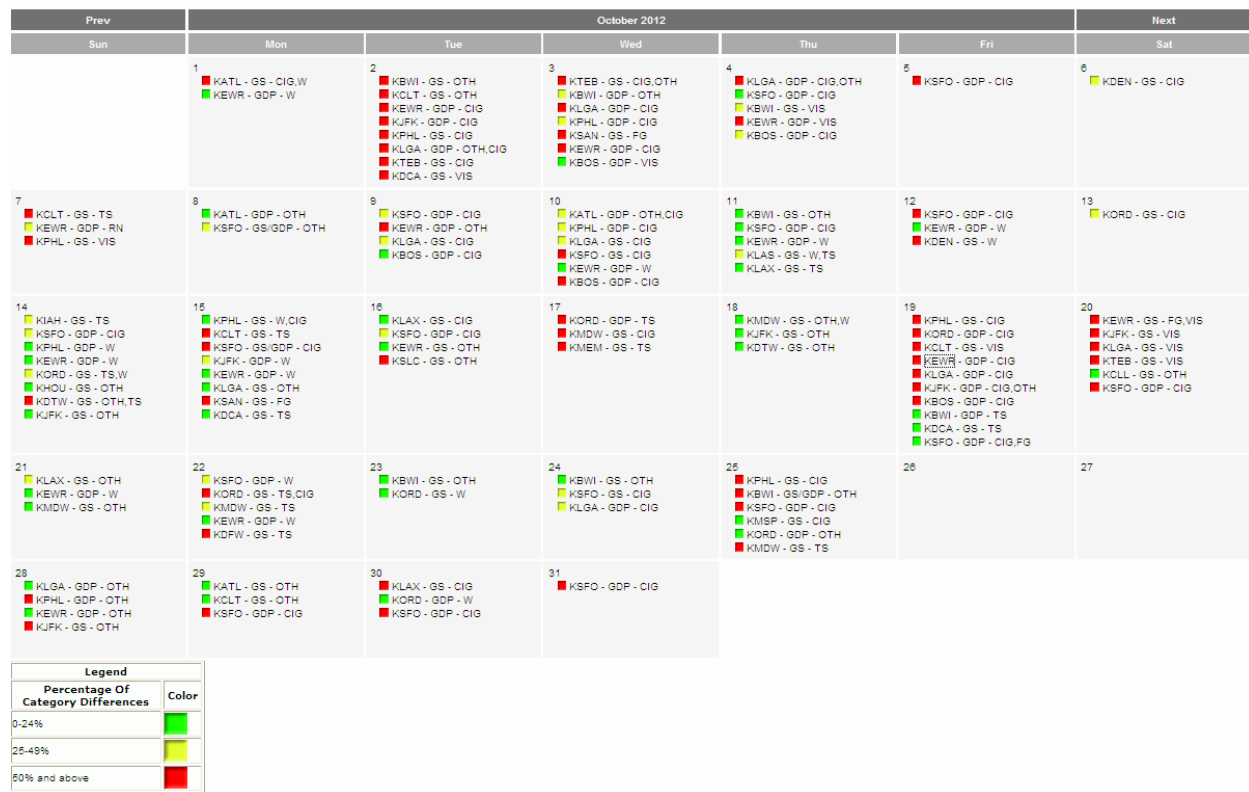 Prev October 2012 Next
Sun Mon Tue Wed Thu Fri Sat
1
KATL - GS - CIG,W
KEWR - GDP - W
2
KBWI - GS - OTH
KCLT - GS - OTH
KEWR - GDP - CIG
KJFK - GDP - CIG
KPHL - GS - CIG
KLGA - GDP - OTH,CIG
KTEB - GS - CIG
KDCA - GS - VIS
3
KTEB - GS - CIG,OTH
KBWI - GDP - OTH
KLGA - GDP - CIG
KPHL - GDP - CIG
KSAN - GS - FG
KEWR - GDP - CIG
KBOS - GDP - VIS
4
KLGA - GDP - CIG,OTH
KSFO - GDP - CIG
KBWI - GS - VIS
KEWR - GDP - VIS
KBOS - GDP - CIG
5
KSFO - GDP - CIG
6
KDEN - GS - CIG
7
KCLT - GS - TS
KEWR - GDP - RN
KPHL - GS - VIS
8
KATL - GDP - OTH
KSFO - GS/GDP - OTH
9
KSFO - GDP - CIG
KEWR - GDP - OTH
KLGA - GS - CIG
KBOS - GDP - CIG
10
KATL - GDP - OTH,CIG
KPHL - GDP - CIG
KLGA - GS - CIG
KSFO - GS - CIG
KEWR - GDP - W
KBOS - GDP - CIG
11
KBWI - GS - OTH
KSFO - GDP - CIG
KEWR - GDP - W
KLAS - GS - W,TS
KLAX - GS - TS
12
KSFO - GDP - CIG
KEWR - GDP - W
KDEN - GS - W
13
KORD - GS - CIG
14
KIAH - GS - TS
KSFO - GDP - CIG
KPHL - GDP - W
KEWR - GDP - W
KORD - GS - TS,W
KHOU - GS - OTH
KDTW - GS - OTH,TS
KJFK - GS - OTH
15
KPHL - GS - W,CIG
KCLT - GS - TS
KSFO - GS/GDP - CIG
KJFK - GDP - W
KEWR - GDP - W
KLGA - GS - OTH
KSAN - GS - FG
KDCA - GS - TS
16
KLAX - GS - CIG
KSFO - GDP - CIG
KEWR - GS - OTH
KSLC - GS - OTH
17
KORD - GDP - TS
KMDW - GS - CIG
KMEM - GS - TS
18
KMDW - GS - OTH,W
KJFK - GS - OTH
KDTW - GS - OTH
19
KPHL - GS - CIG
KORD - GDP - CIG
KCLT - GS - VIS
KEWR - GDP - CIG
KLGA - GDP - CIG
KJFK - GDP - CIG,OTH
KBOS - GDP - CIG
KBWI - GDP - TS
KDCA - GS - TS
KSFO - GDP - CIG,FG
20
KEWR - GS - FG,VIS
KJFK - GS - VIS
KLGA - GS - VIS
KTEB - GS - VIS
KCLL - GS - OTH
KSFO - GDP - CIG
21
KLAX - GS - OTH
KEWR - GDP - W
KMDW - GS - OTH
22
KSFO - GDP - W
KORD - GS - TS,CIG
KMDW - GS - TS
KEWR - GDP - W
KDFW - GS - TS
23
KBWI - GS - OTH
KORD - GS - W
24
KBWI - GS - OTH
KSFO - GS - CIG
KLGA - GDP - CIG
25
KPHL - GS - CIG
KBWI - GS/GDP - OTH
KSFO - GDP - CIG
KMSP - GS - CIG
KORD - GDP - OTH
KMDW - GS - TS
26
27
28
KLGA - GDP - OTH
KPHL - GDP - OTH
KEWR - GDP - OTH
KJFK - GS - OTH
29
KATL - GS - OTH
KCLT - GS - OTH
KSFO - GDP - CIG
30
KLAX - GS - CIG
KORD - GDP - W
KSFO - GDP - CIG
31
KSFO - GDP - CIG
Legend
Percentage Of
Category Differences
Color
0-24%
25-49%
50% and above